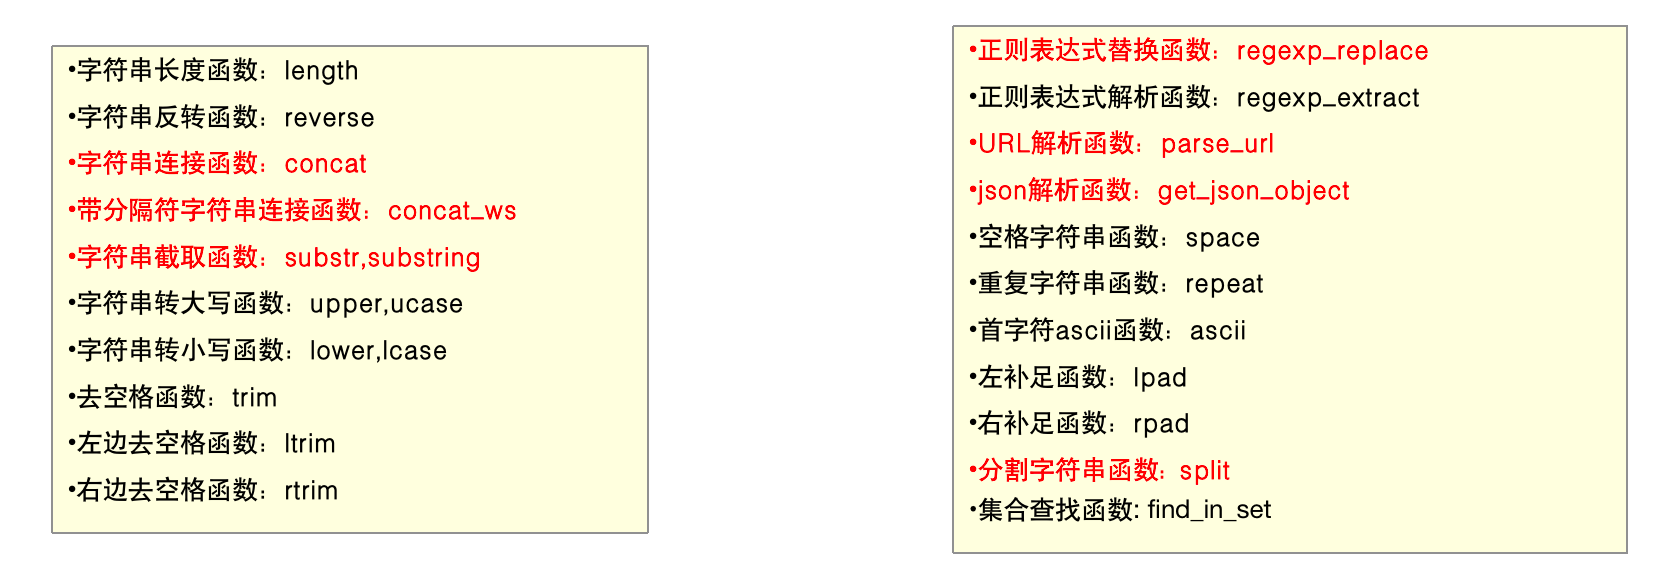 •字符串长度函数：length
•字符串反转函数：reverse
•字符串连接函数：concat
•带分隔符字符串连接函数：concat_ws
•字符串截取函数：substr,substring
•字符串转大写函数：upper,ucase
•字符串转小写函数：lower,lcase
•去空格函数：trim
•左边去空格函数：ltrim
•右边去空格函数：rtrim
•正则表达式替换函数：regexp_replace
•正则表达式解析函数：regexp_extract
•URL解析函数：parse_url
•json解析函数：get_json_object
•空格字符串函数：space
•重复字符串函数：repeat
•首字符ascii函数：ascii
•左补足函数：lpad
•右补足函数：rpad
•分割字符串函数: split
•集合查找函数: find_in_set